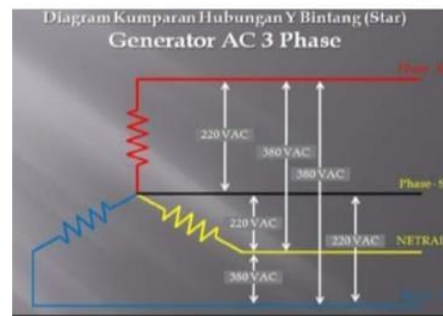 Diagram Kumparan Hubungan Y Bintang (Star)
Generator AC 3 Phase
220 VAC
380 VAC
380 VAC
Phase - S
220 VAC
220 VAC
NETRAL
380 VAC